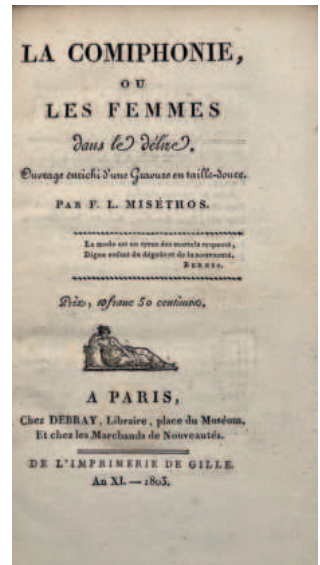 LA COMIPHONIE,
OU
LES FEMMES
dans le délire.
Ouvrage enrichi d'une Gravure en taille-douce.
PAR F. L. MISÉTHOS.
La mode est un tyran des mortels respecté,
Digne enfant du dégoût et de la nouveauté.
BERNIS.
Prix, 1 franc 50 centimes.
A PARIS,
Chez DEBRAY, Libraire, place du Muséum,
Et chez les Marchands de Nouveautés.
DE L'IMPRIMERIE DE GILLE.
An XI. — 1803.